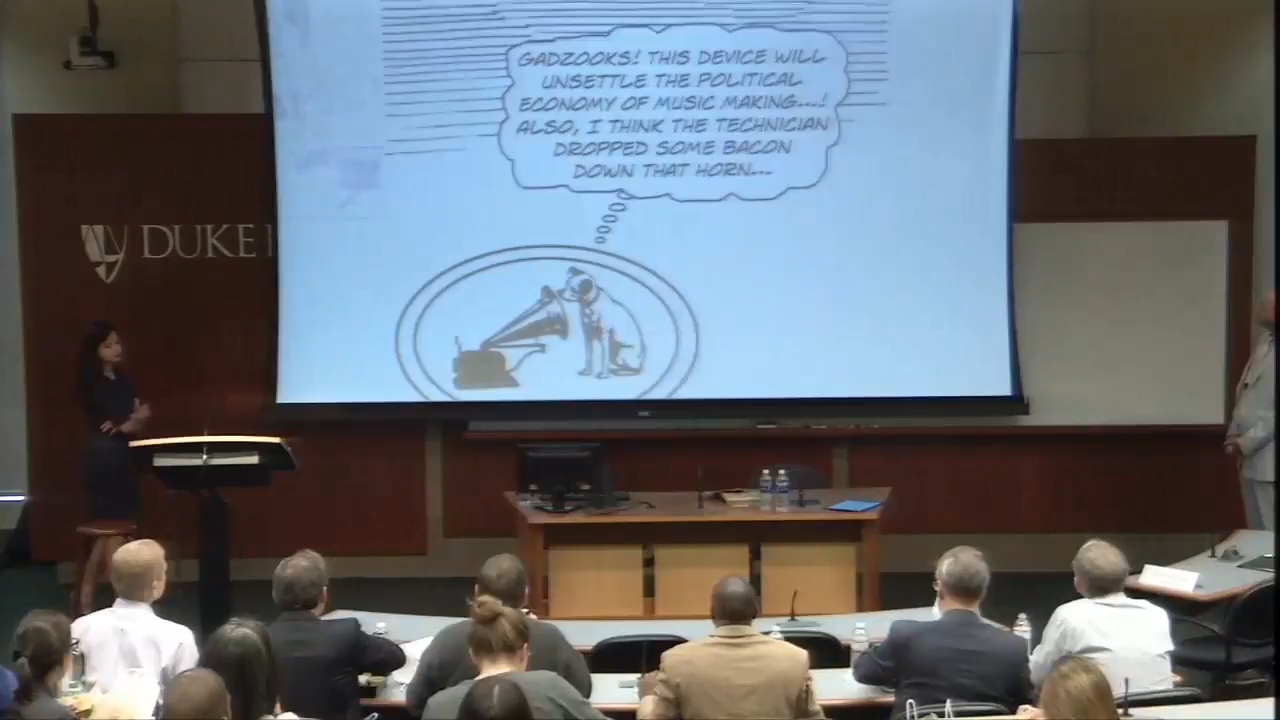 GADZOOKS! THIS DEVICE WILL
UNSETTLE THE POLITICAL
ECONOMY OF MUSIC MAKING....!
ALSO, I THINK THE TECHNICIAN
DROPPED SOME BACON
DOWN THAT HORN...
DUKE